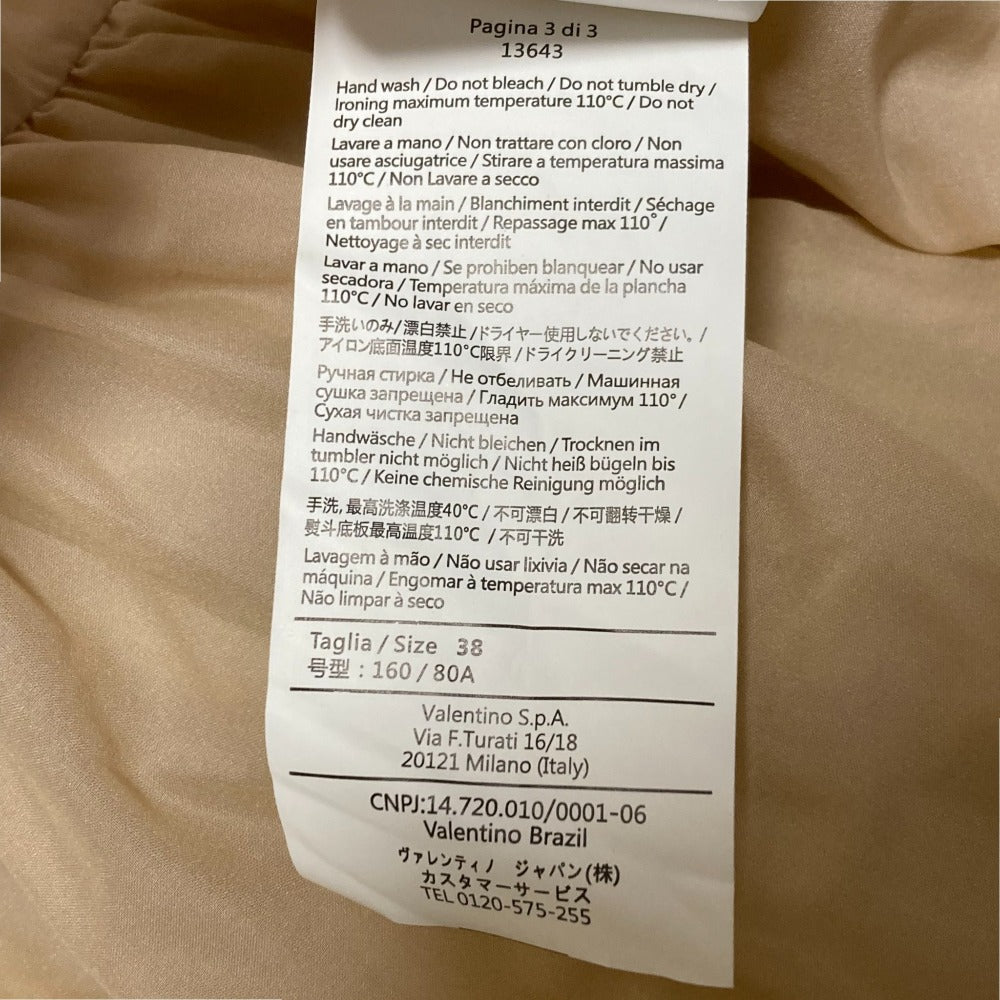 Pagina 3 di 3
13643
Hand wash / Do not bleach / Do not tumble dry /
Ironing maximum temperature 110°C / Do not
dry clean
Lavare a mano / Non trattare con cloro / Non
usare asciugatrice / Stirare a temperatura massima
110°C / Non Lavare a secco
Lavage à la main / Blanchiment interdit / Séchage
en tambour interdit / Repassage max 110° /
Nettoyage à sec interdit
Lavar a mano / Se prohiben blanquear / No usar
secadora / Temperatura máxima de la plancha
110°C / No lavar en seco
手洗いのみ/漂白禁止 /ドライヤー使用しないでください。/
アイロン底面温度110°C限界 /ドライクリーニング禁止
Ручная стирка / Не отбеливать / Машинная
сушка запрещена / Гладить максимум 110° /
Сухая чистка запрещена
Handwäsche / Nicht bleichen / Trocknen im
tumbler nicht möglich / Nicht heiß bügeln bis
110°C / Keine chemische Reinigung möglich
手洗, 最高洗涤温度40°C / 不可漂白 / 不可翻转干燥 /
熨斗底板最高温度110°C / 不可干洗
Lavagem à mão / Não usar lixivia / Não secar na
máquina / Engomar à temperatura max 110°C /
Não limpar à seco
Taglia / Size 38
号型 : 160 / 80A
Valentino S.p.A.
Via F.Turati 16/18
20121 Milano (Italy)
CNPJ:14.720.010/0001-06
Valentino Brazil
ヴァレンティノ ジャパン(株)
カスタマーサービス
TEL 0120-575-255